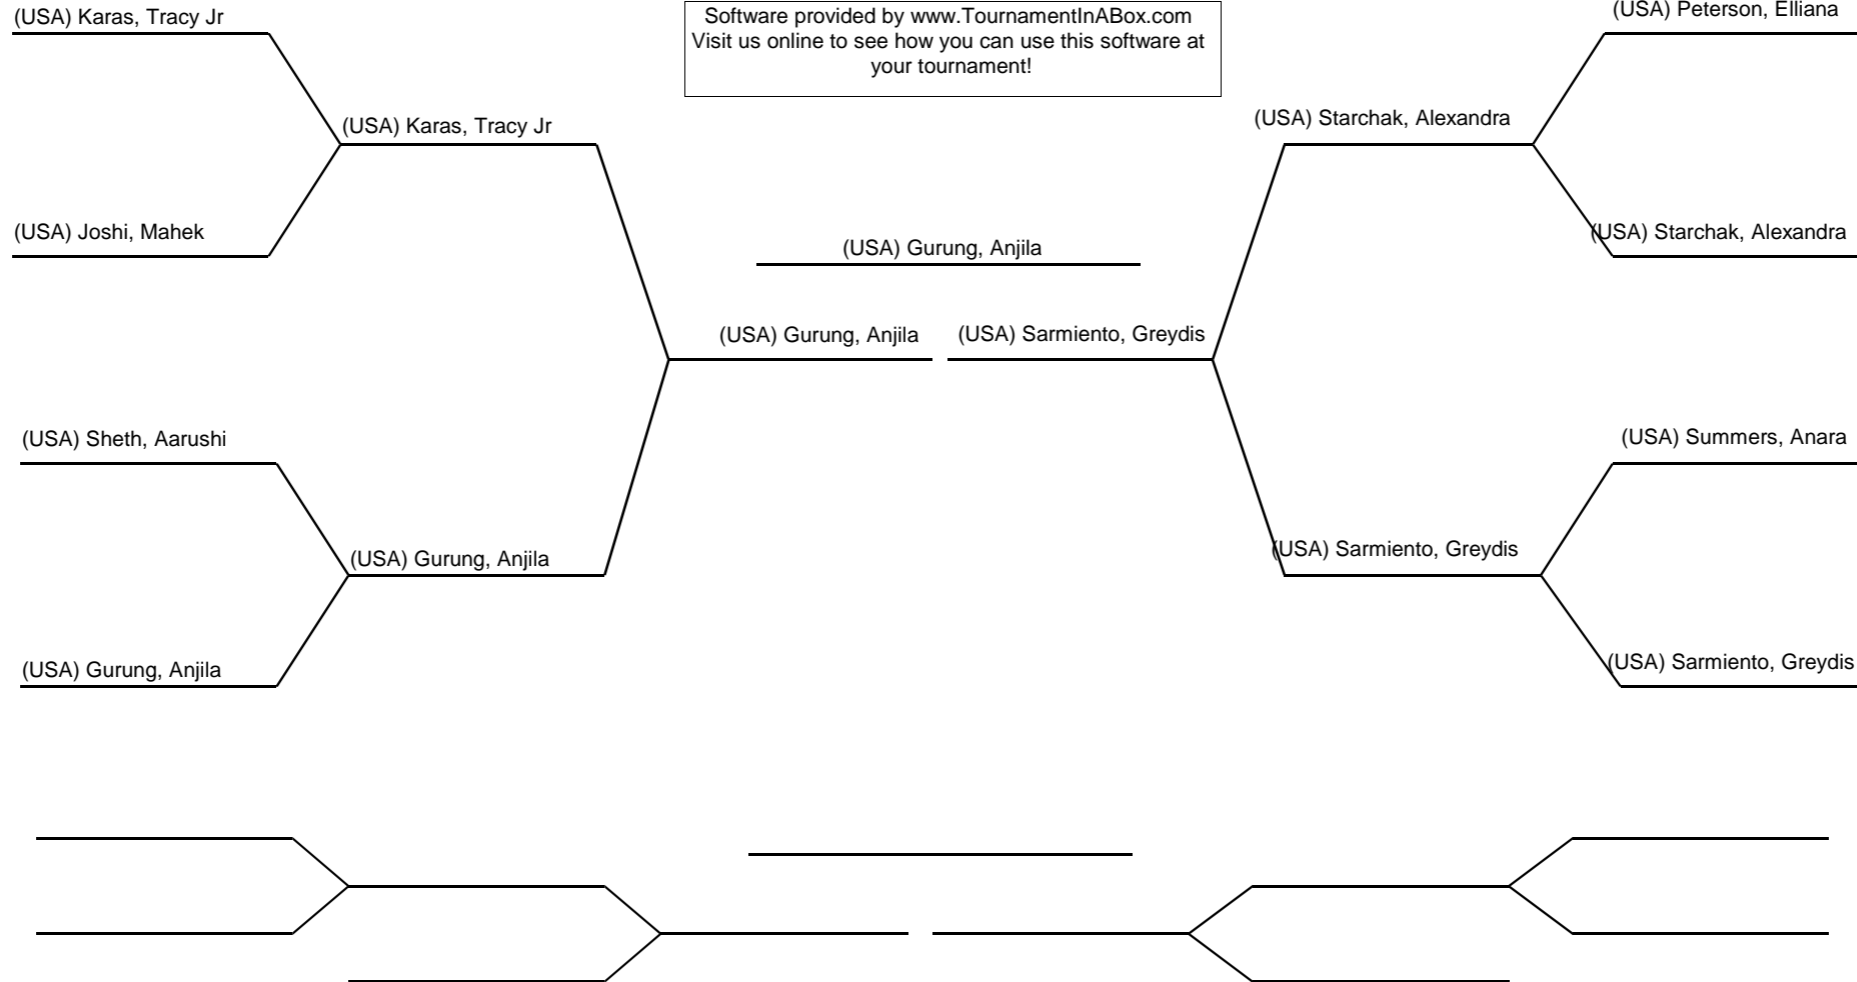 (USA) Karas, Tracy Jr
Software provided by www.TournamentInABox.com
Visit us online to see how you can use this software at
your tournament!
(USA) Peterson, Elliana
(USA) Karas, Tracy Jr
(USA) Starchak, Alexandra
(USA) Joshi, Mahek
(USA) Gurung, Anjila
(USA) Starchak, Alexandra
(USA) Gurung, Anjila
(USA) Sarmiento, Greydis
(USA) Sheth, Aarushi
(USA) Summers, Anara
(USA) Gurung, Anjila
(USA) Sarmiento, Greydis
(USA) Gurung, Anjila
(USA) Sarmiento, Greydis